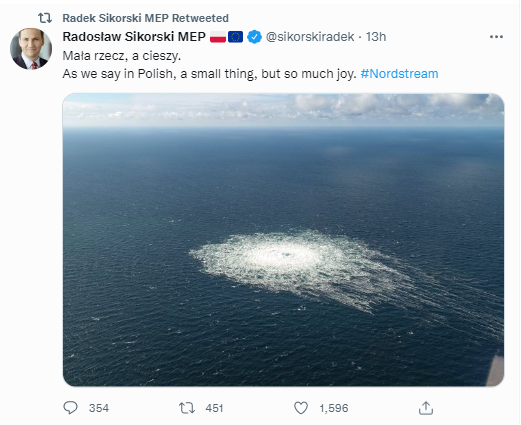 Radek Sikorski MEP Retweeted
Radosław Sikorski MEP 🇵🇱 🇪🇺 @sikorskiradek · 13h
Mała rzecz, a cieszy.
As we say in Polish, a small thing, but so much joy. #Nordstream
354 451 1,596